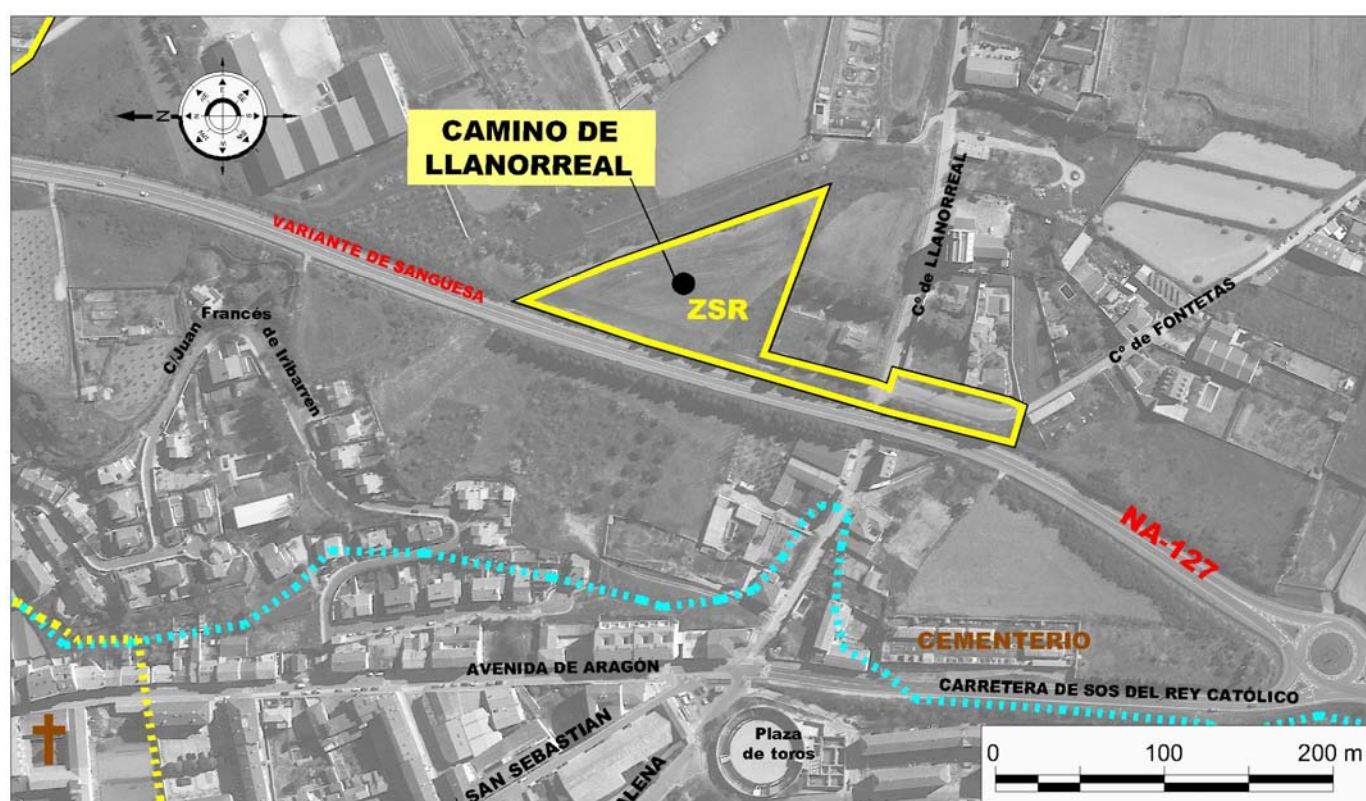 CAMINO DE
LLANORREAL
N
VARIANTE DE SANGÜESA
ZSR
Cº de LLANORREAL
Cº de FONTETAS
C/Juan
Francés
de Iribarren
NA-127
CEMENTERIO
AVENIDA DE ARAGÓN
CARRETERA DE SOS DEL REY CATÓLICO
SAN SEBASTIAN
ALENA
Plaza
de toros
0 100 200 m